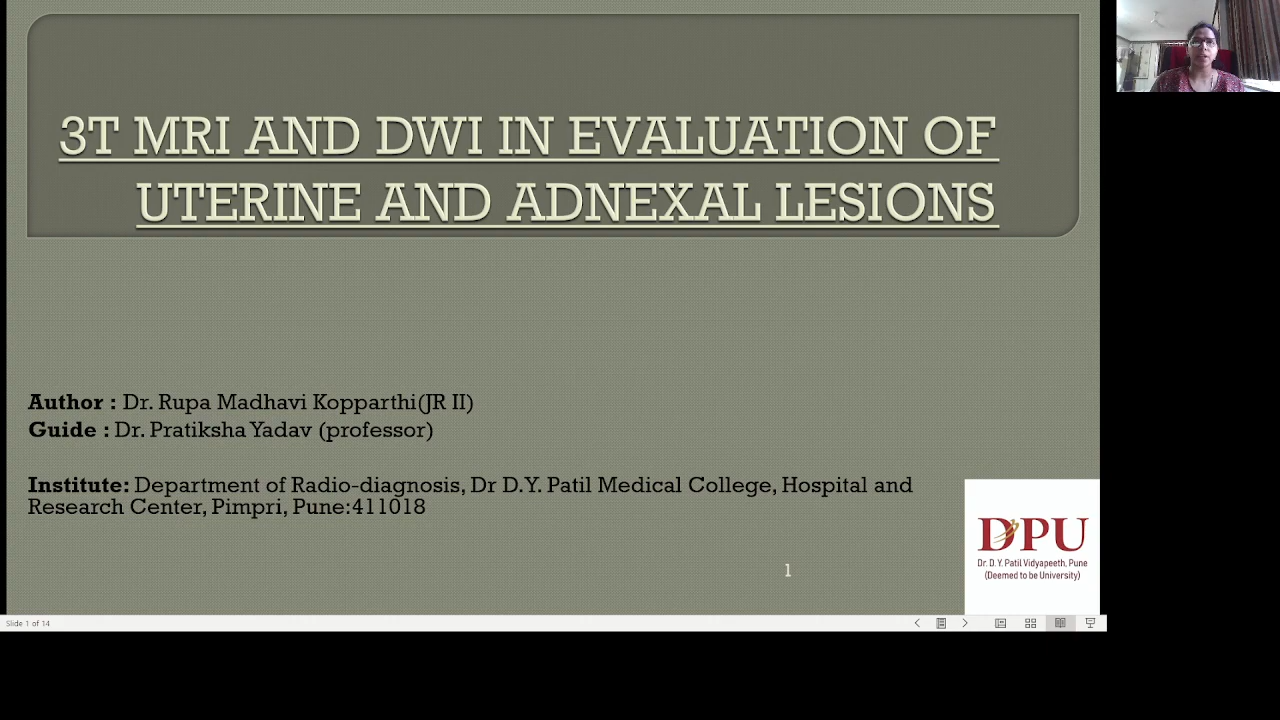 3T MRI AND DWI IN EVALUATION OF
UTERINE AND ADNEXAL LESIONS
Author : Dr. Rupa Madhavi Kopparthi(JR II)
Guide : Dr. Pratiksha Yadav (professor)
Institute: Department of Radio-diagnosis, Dr D.Y. Patil Medical College, Hospital and
Research Center, Pimpri, Pune:411018
1
DPU
Dr. D. Y. Patil Vidyapeeth, Pune
(Deemed to be University)
Slide 1 of 14